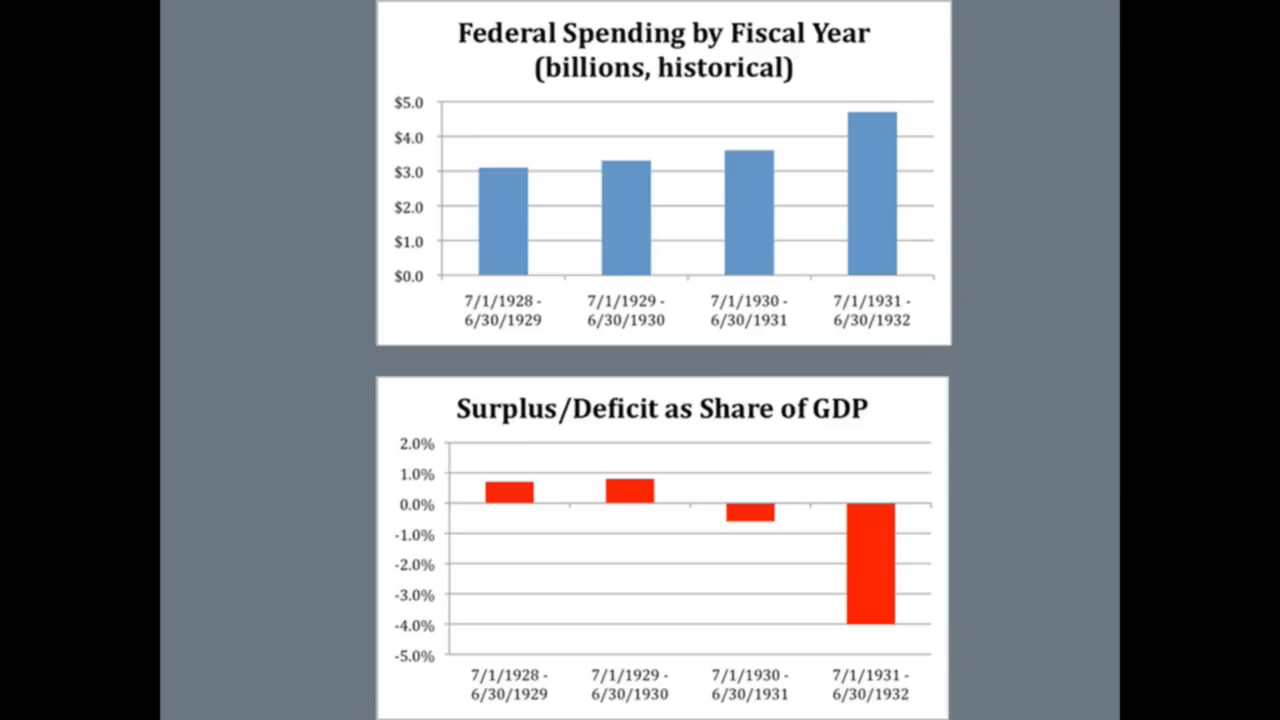 Federal Spending by Fiscal Year
(billions, historical)
$5.0
$4.0
$3.0
$2.0
$1.0
$0.0
7/1/1928 - 7/1/1929 - 7/1/1930 - 7/1/1931 -
6/30/1929 6/30/1930 6/30/1931 6/30/1932
Surplus/Deficit as Share of GDP
2.0%
1.0%
0.0%
-1.0%
-2.0%
-3.0%
-4.0%
-5.0%
7/1/1928 - 7/1/1929 - 7/1/1930 - 7/1/1931 -
6/30/1929 6/30/1930 6/30/1931 6/30/1932